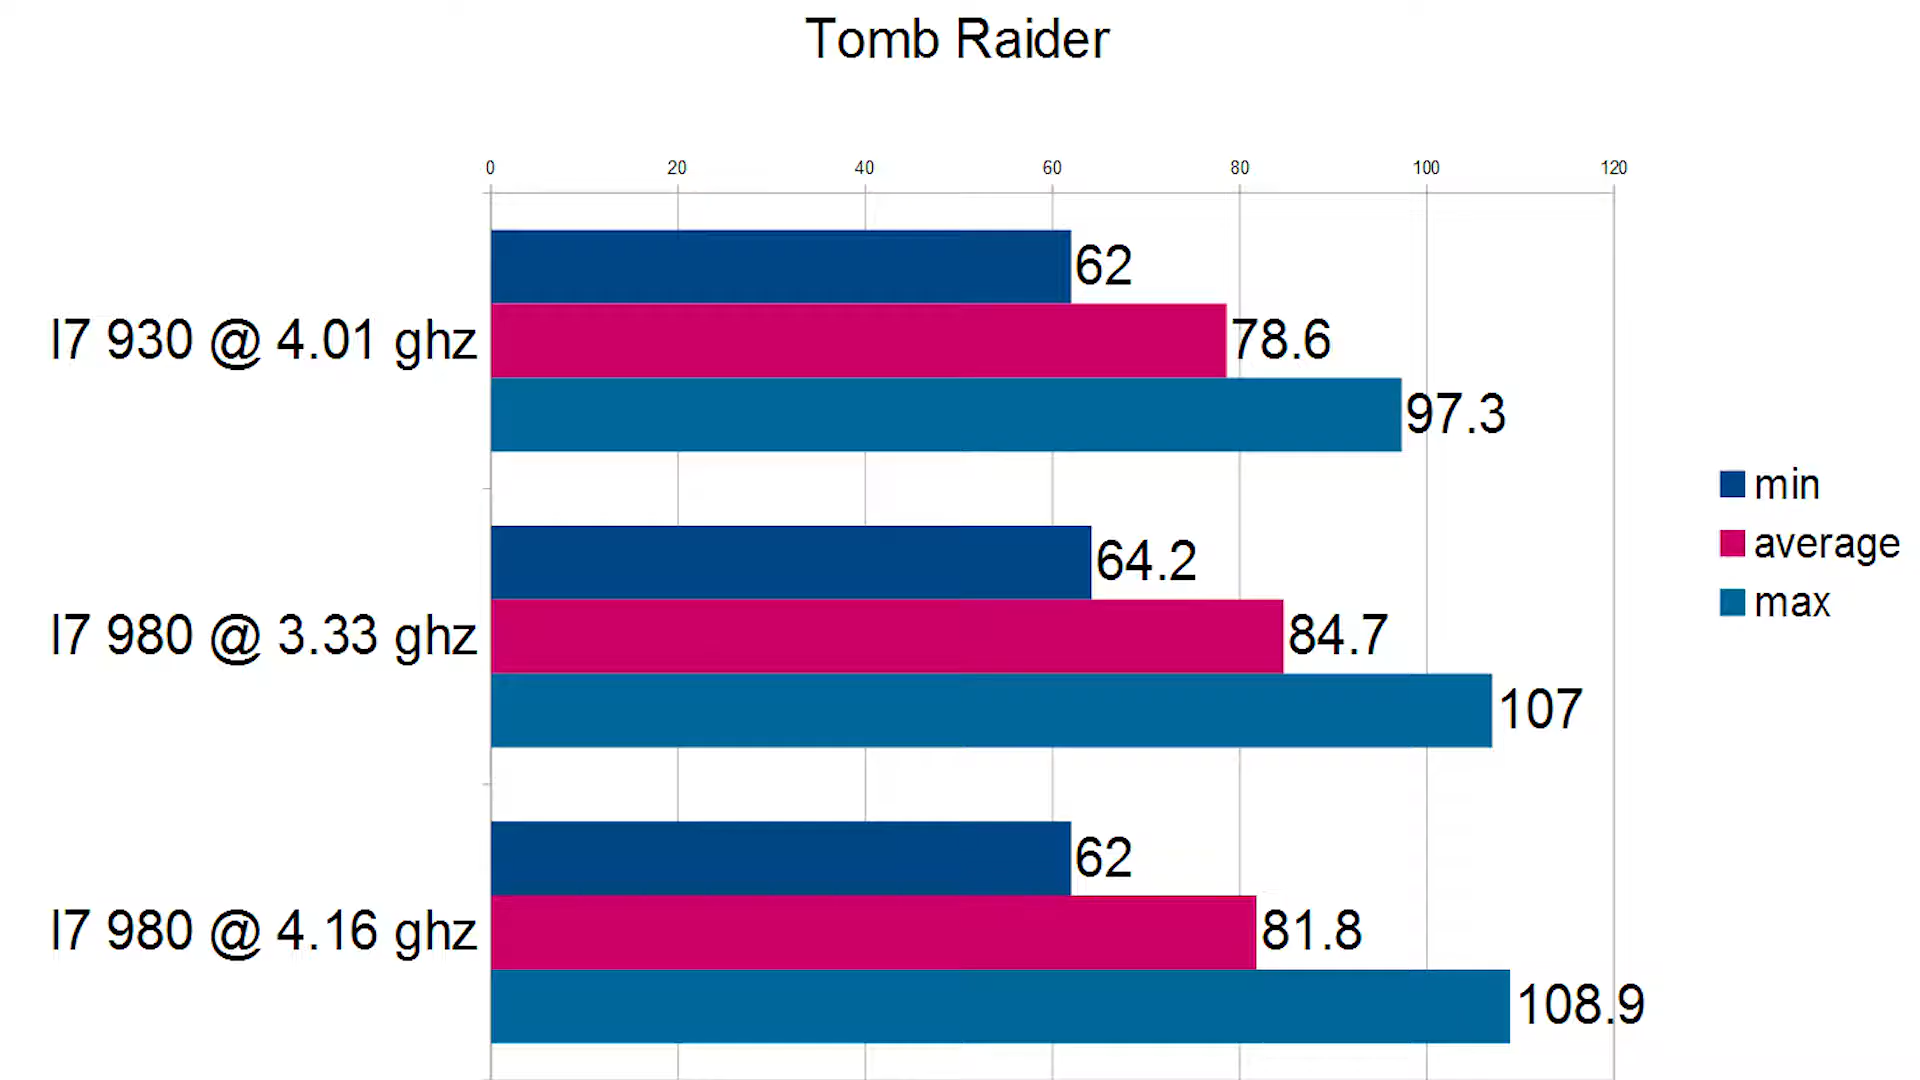 Tomb Raider
0 20 40 60 80 100 120
I7 930 @ 4.01 ghz
62
78.6
97.3
I7 980 @ 3.33 ghz
64.2
84.7
107
I7 980 @ 4.16 ghz
62
81.8
108.9
min
average
max